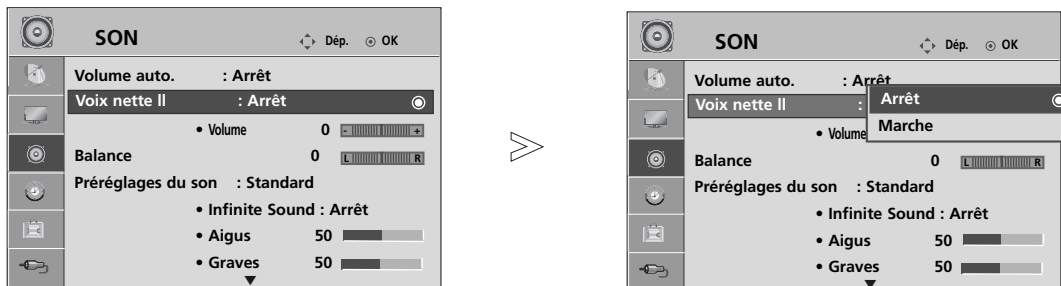 SON Dép. OK
Volume auto. : Arrêt
Voix nette ll : Arrêt
• Volume 0 - +
Balance 0 L R
Préréglages du son : Standard
• Infinite Sound : Arrêt
• Aigus 50
• Graves 50
SON Dép. OK
Volume auto. : Arrêt
Voix nette ll : Arrêt
Marche
• Volume
Balance 0 L R
Préréglages du son : Standard
• Infinite Sound : Arrêt
• Aigus 50
• Graves 50